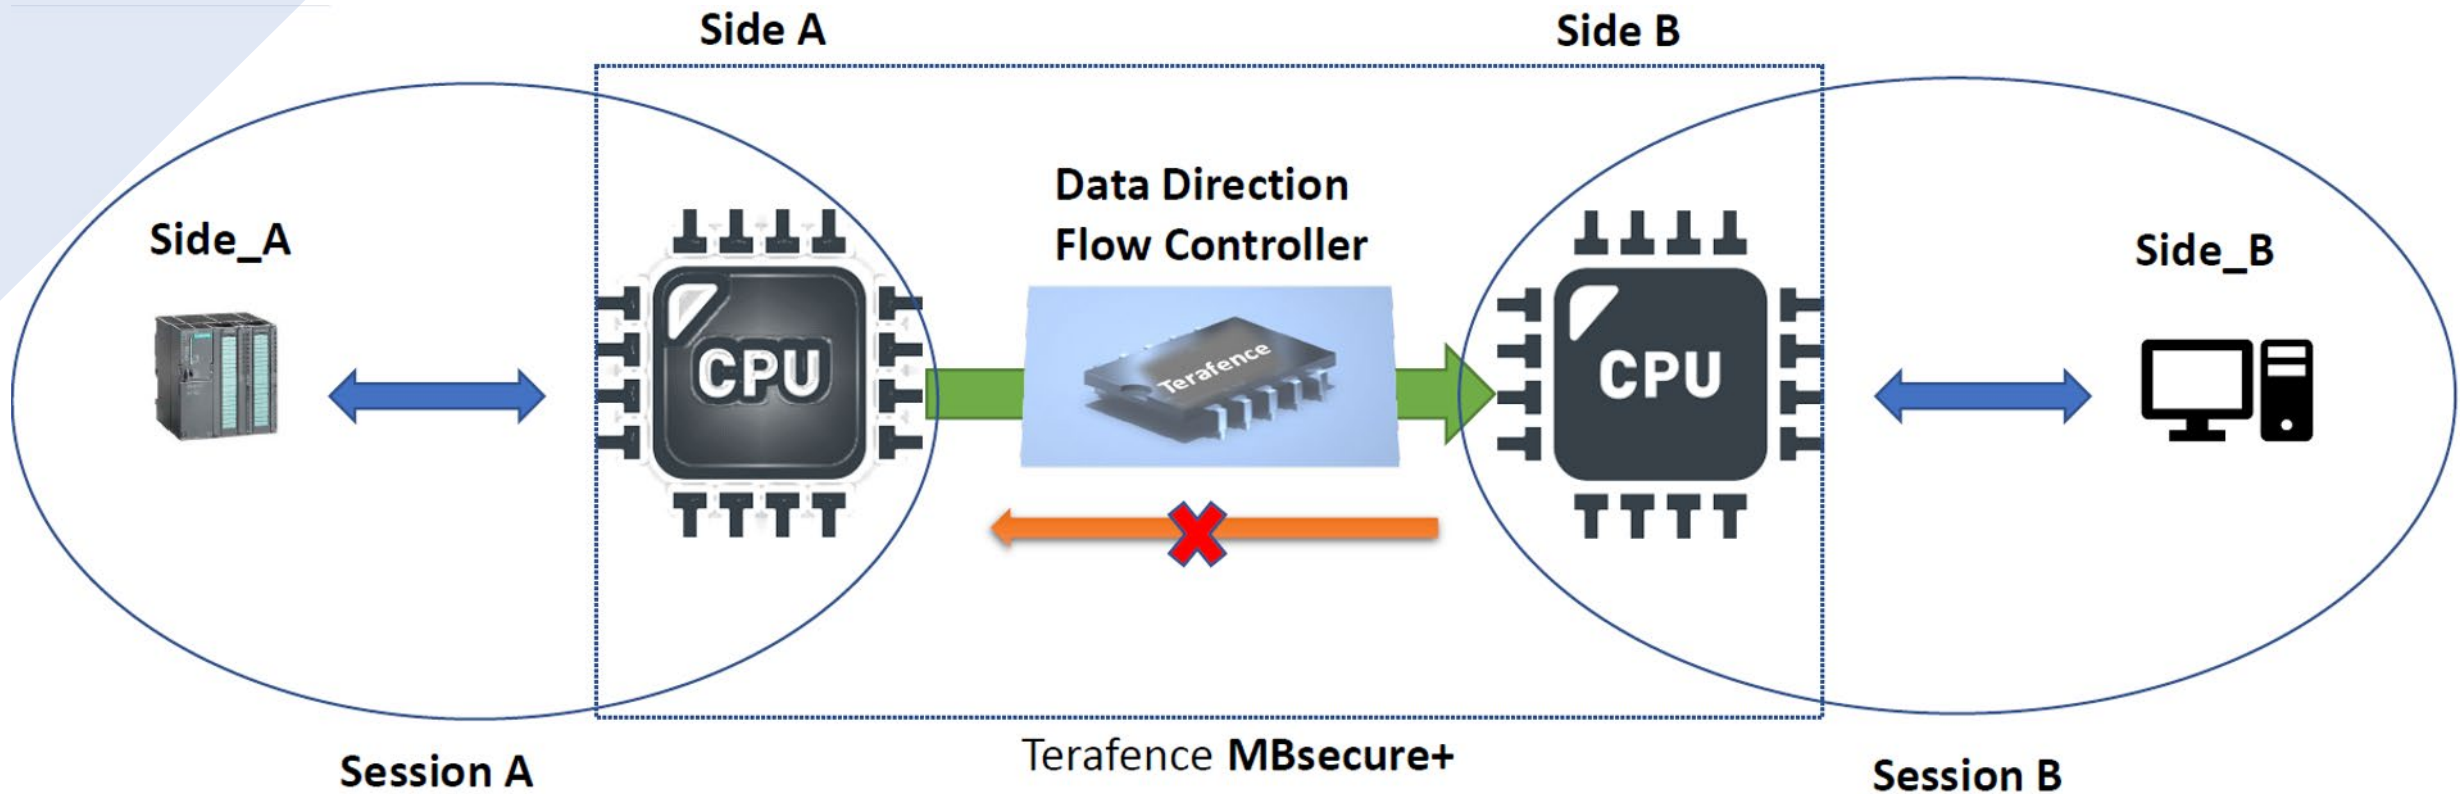 Side A
Side B
Data Direction
Flow Controller
Side_A
Side_B
CPU
Terafence
CPU
Terafence MBsecure+
Session A
Session B